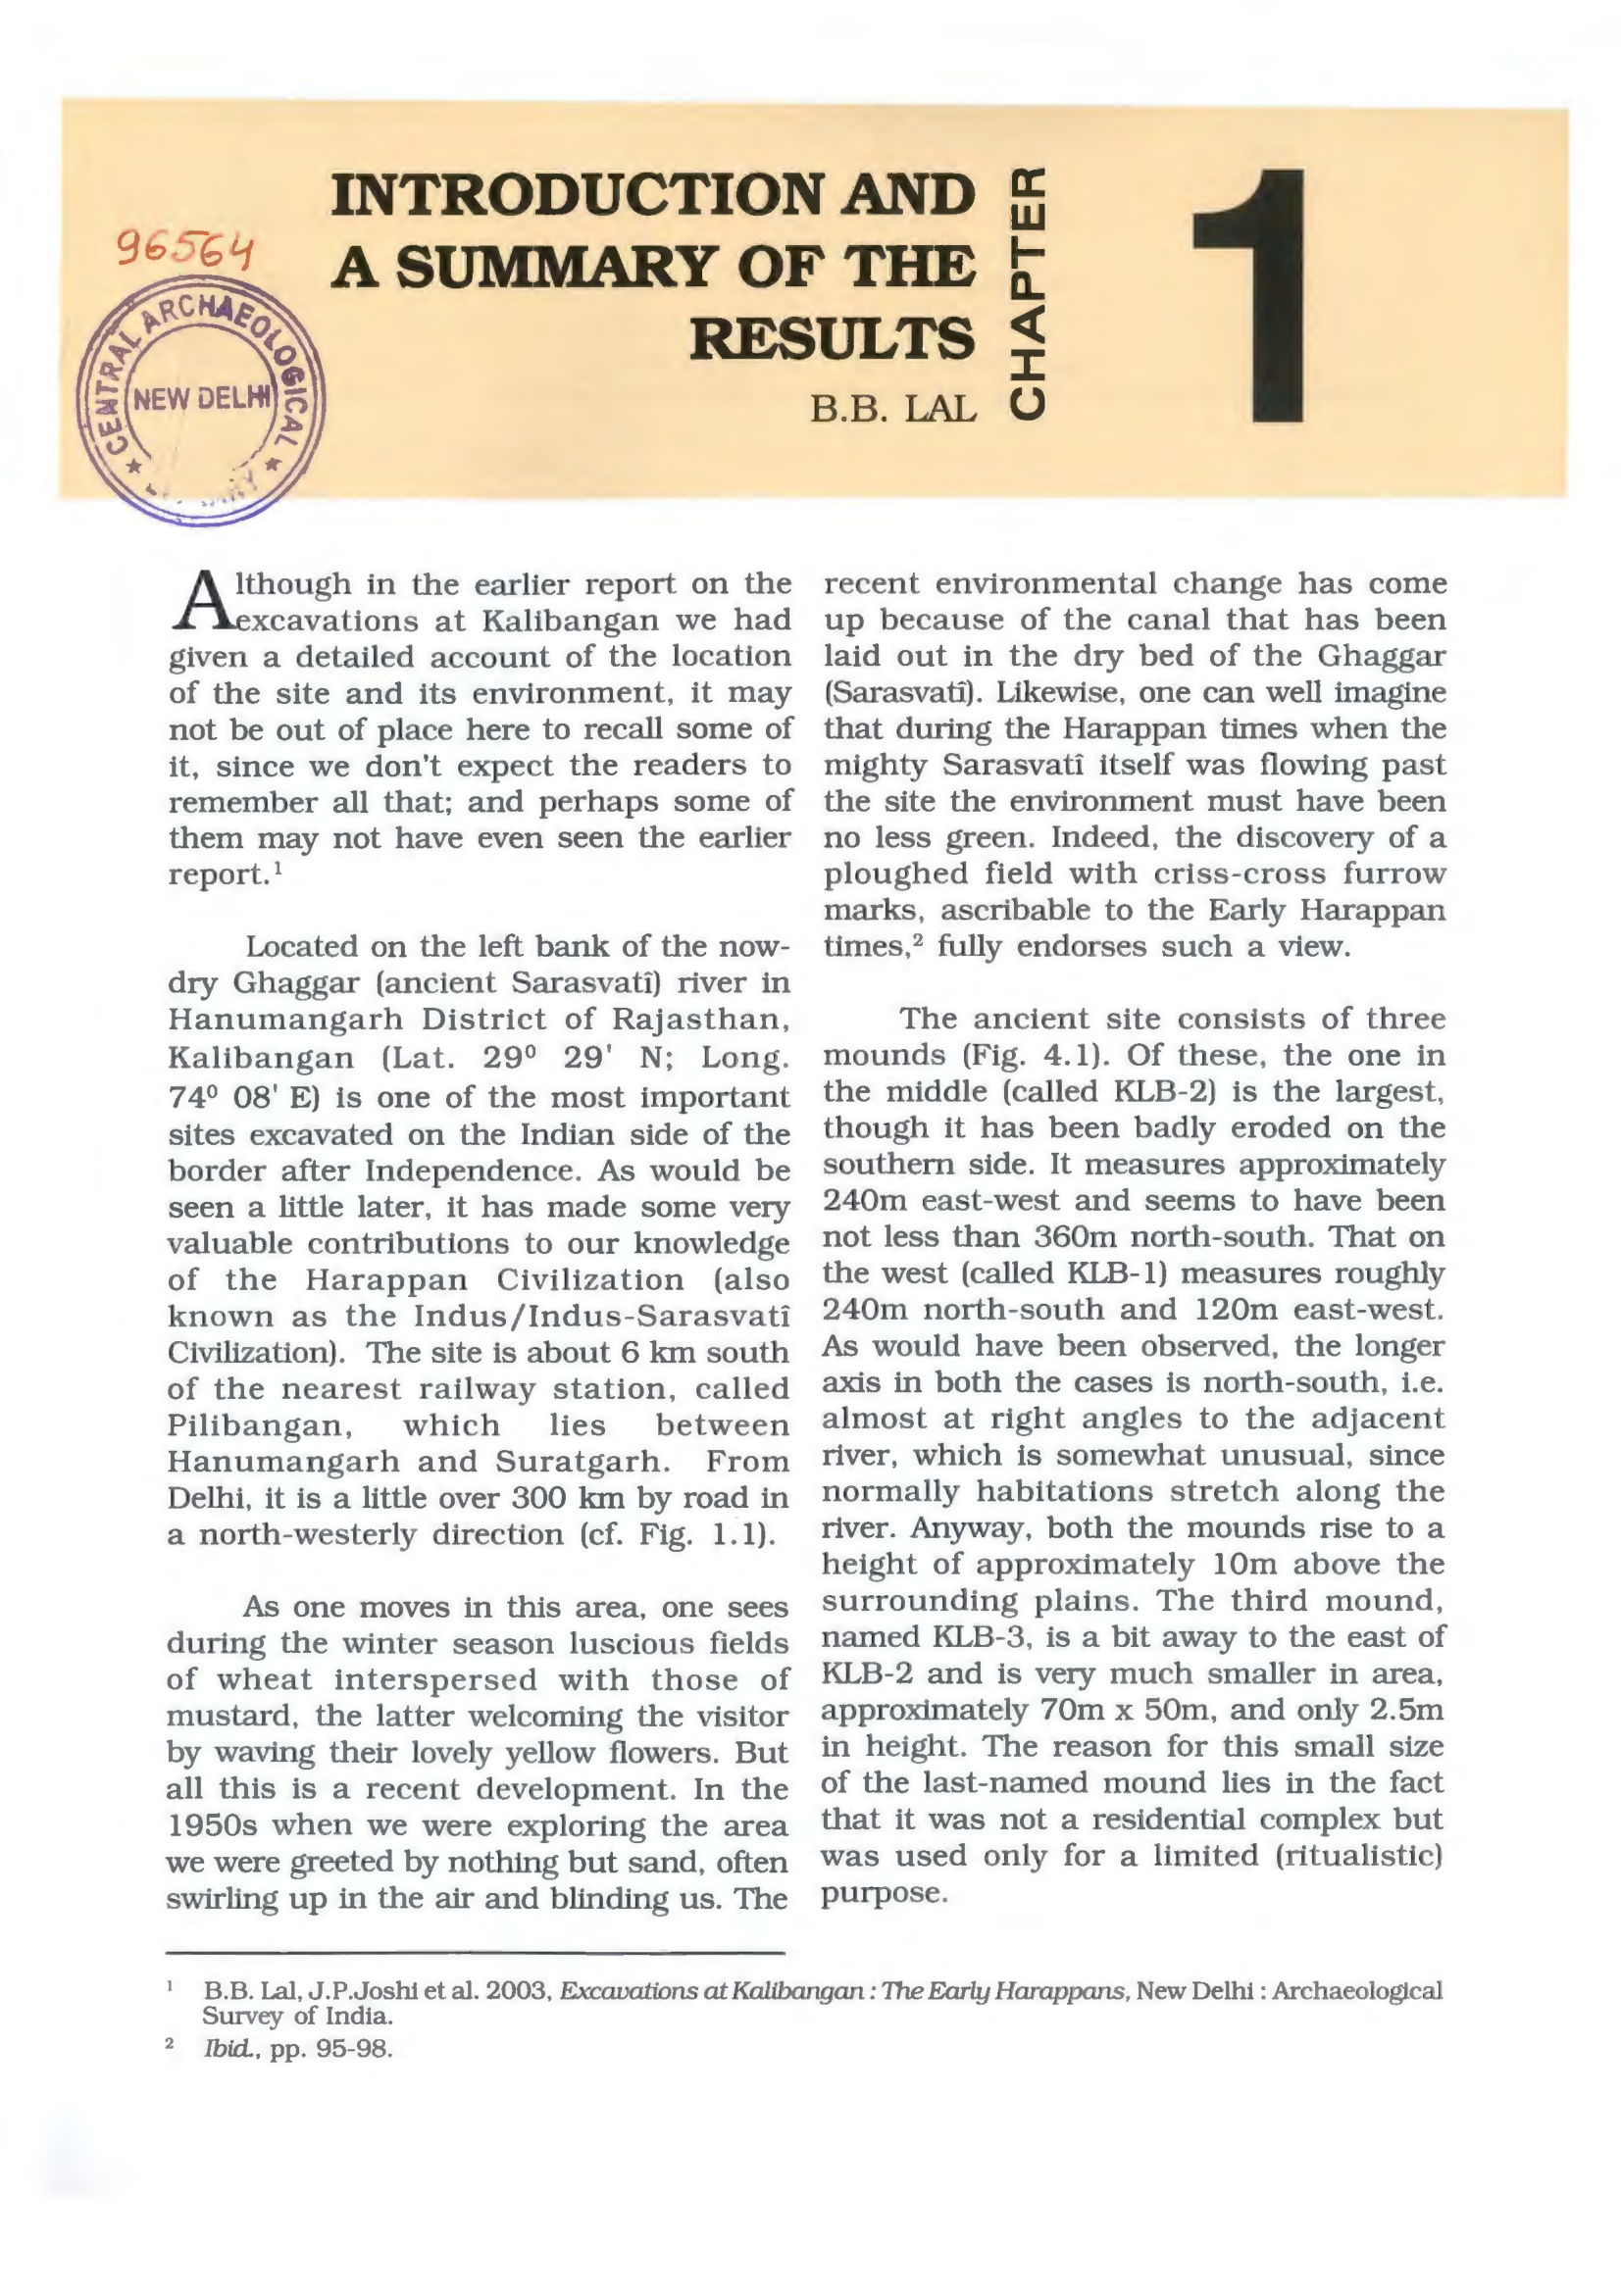 INTRODUCTION AND
A SUMMARY OF THE
RESULTS
B.B. LAL
CHAPTER
1
96564
CENTRAL ARCHAEOLOGICAL
NEW DELHI
Although in the earlier report on the
excavations at Kalibangan we had
given a detailed account of the location
of the site and its environment, it may
not be out of place here to recall some of
it, since we don't expect the readers to
remember all that; and perhaps some of
them may not have even seen the earlier
report.¹
Located on the left bank of the now-
dry Ghaggar (ancient Sarasvatî) river in
Hanumangarh District of Rajasthan,
Kalibangan (Lat. 29⁰ 29' N; Long.
74⁰ 08' E) is one of the most important
sites excavated on the Indian side of the
border after Independence. As would be
seen a little later, it has made some very
valuable contributions to our knowledge
of the Harappan Civilization (also
known as the Indus/Indus-Sarasvatî
Civilization). The site is about 6 km south
of the nearest railway station, called
Pilibangan, which lies between
Hanumangarh and Suratgarh. From
Delhi, it is a little over 300 km by road in
a north-westerly direction (cf. Fig. 1.1).
As one moves in this area, one sees
during the winter season luscious fields
of wheat interspersed with those of
mustard, the latter welcoming the visitor
by waving their lovely yellow flowers. But
all this is a recent development. In the
1950s when we were exploring the area
we were greeted by nothing but sand, often
swirling up in the air and blinding us. The
recent environmental change has come
up because of the canal that has been
laid out in the dry bed of the Ghaggar
(Sarasvatî). Likewise, one can well imagine
that during the Harappan times when the
mighty Sarasvatî itself was flowing past
the site the environment must have been
no less green. Indeed, the discovery of a
ploughed field with criss-cross furrow
marks, ascribable to the Early Harappan
times,² fully endorses such a view.
The ancient site consists of three
mounds (Fig. 4.1). Of these, the one in
the middle (called KLB-2) is the largest,
though it has been badly eroded on the
southern side. It measures approximately
240m east-west and seems to have been
not less than 360m north-south. That on
the west (called KLB-1) measures roughly
240m north-south and 120m east-west.
As would have been observed, the longer
axis in both the cases is north-south, i.e.
almost at right angles to the adjacent
river, which is somewhat unusual, since
normally habitations stretch along the
river. Anyway, both the mounds rise to a
height of approximately 10m above the
surrounding plains. The third mound,
named KLB-3, is a bit away to the east of
KLB-2 and is very much smaller in area,
approximately 70m x 50m, and only 2.5m
in height. The reason for this small size
of the last-named mound lies in the fact
that it was not a residential complex but
was used only for a limited (ritualistic)
purpose.
¹ B.B. Lal, J.P.Joshi et al. 2003, Excavations at Kalibangan : The Early Harappans, New Delhi : Archaeological
Survey of India.
² Ibid., pp. 95-98.